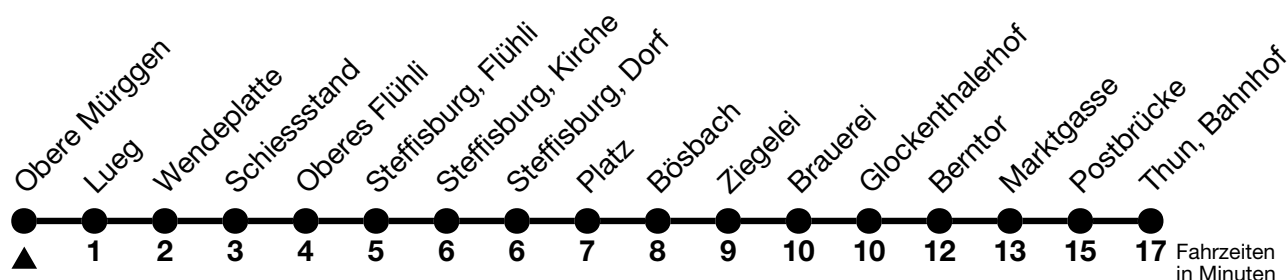 Obere Mürggen
Lueg
Wendeplatte
Schiessstand
Oberes Flühli
Steffisburg, Flühli
Steffisburg, Kirche
Steffisburg, Dorf
Platz
Bösbach
Ziegelei
Brauerei
Glockenthalerhof
Berntor
Marktgasse
Postbrücke
Thun, Bahnhof
1 2 3 4 5 6 6 7 8 9 10 10 12 13 15 17 Fahrzeiten
in Minuten